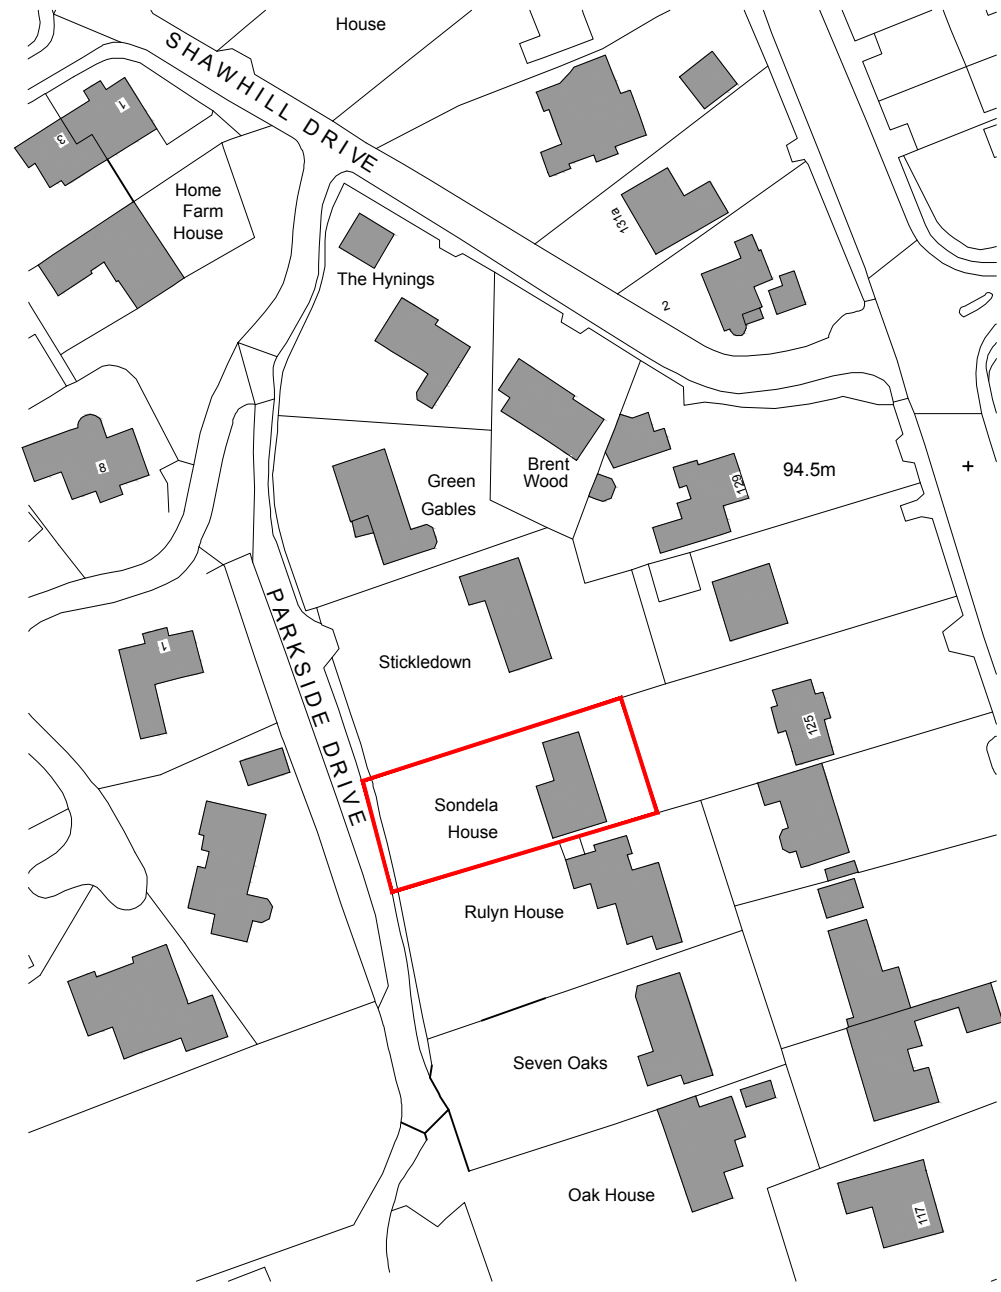 House
SHAWHILL DRIVE
1
3
Home
Farm
House
131a
The Hynings
2
8
Brent
Wood
Green
Gables
129
94.5m
PARKSIDE DRIVE
1
Stickledown
125
Sondela
House
Rulyn House
Seven Oaks
Oak House
117